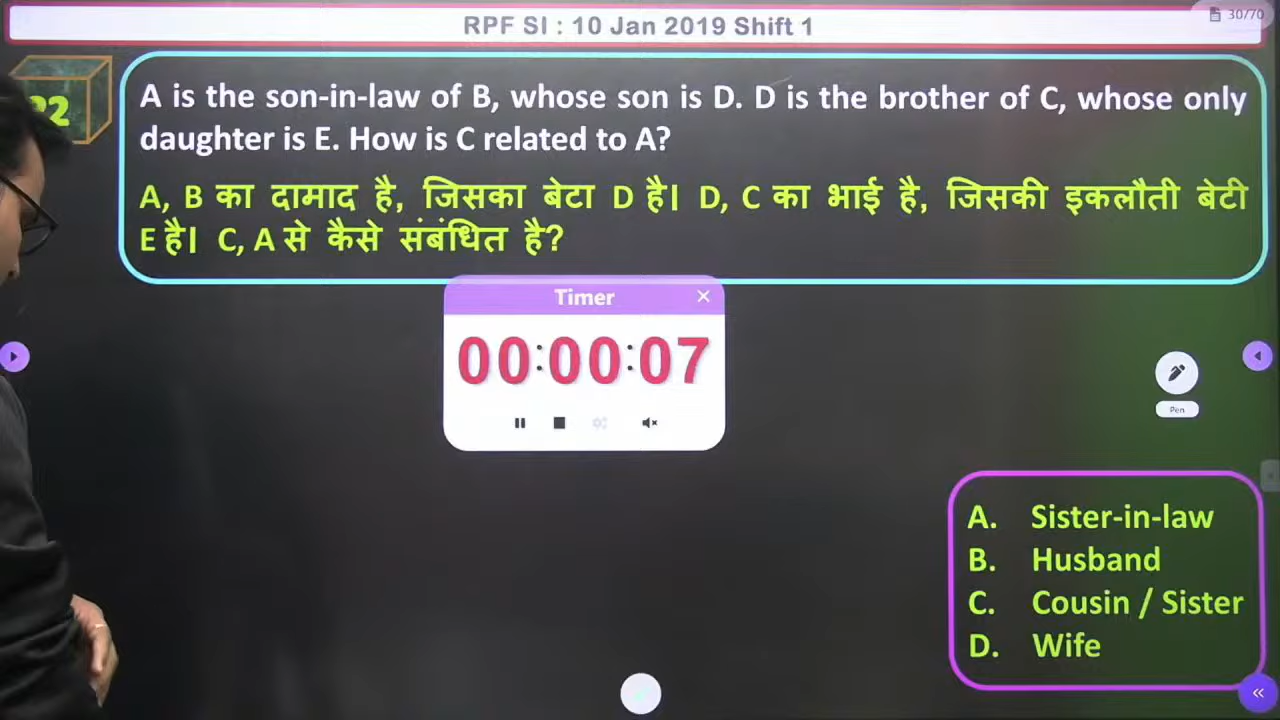 RPF SI : 10 Jan 2019 Shift 1
30/70
22
A is the son-in-law of B, whose son is D. D is the brother of C, whose only
daughter is E. How is C related to A?
A, B का दामाद है, जिसका बेटा D है। D, C का भाई है, जिसकी इकलौती बेटी
E है। C, A से कैसे संबंधित है?
Timer
00:00:07
Pen
A. Sister-in-law
B. Husband
C. Cousin / Sister
D. Wife